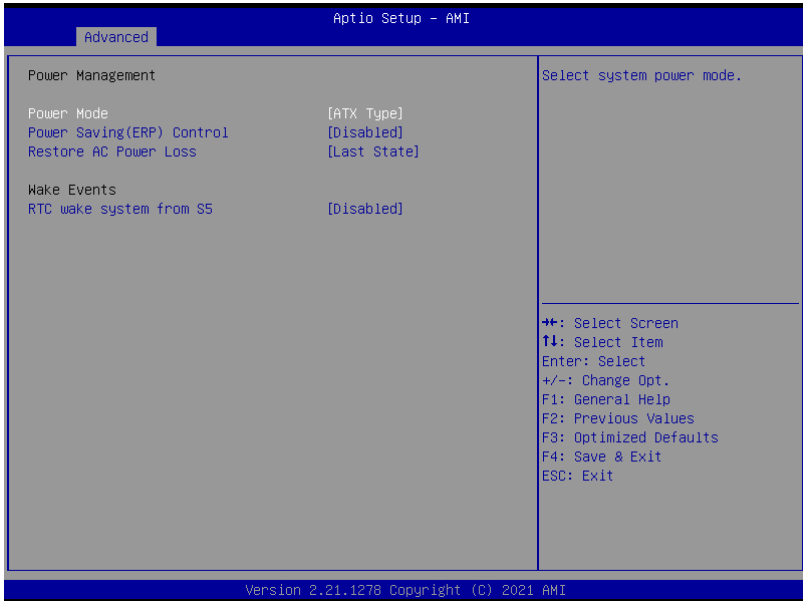 Aptio Setup – AMI
Advanced
Power Management
Power Mode [ATX Type]
Power Saving(ERP) Control [Disabled]
Restore AC Power Loss [Last State]
Wake Events
RTC wake system from S5 [Disabled]
Select system power mode.
→←: Select Screen
↑↓: Select Item
Enter: Select
+/-: Change Opt.
F1: General Help
F2: Previous Values
F3: Optimized Defaults
F4: Save & Exit
ESC: Exit
Version 2.21.1278 Copyright (C) 2021 AMI